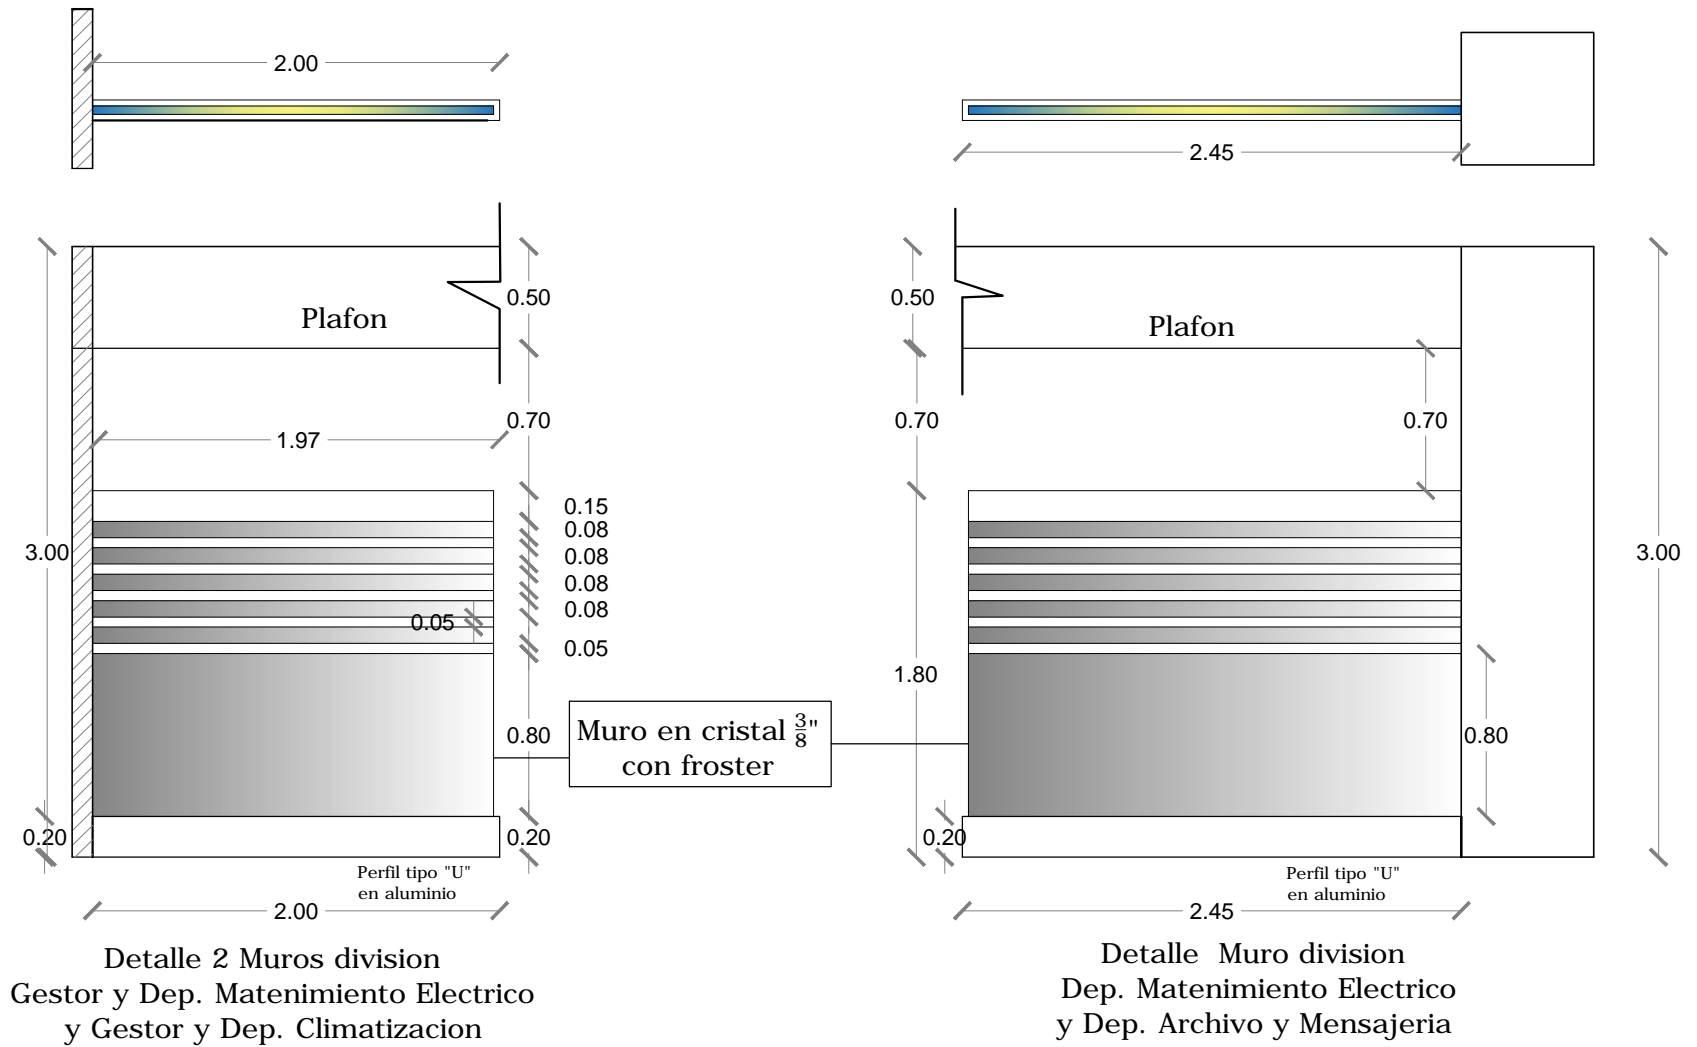 2.00
2.45
0.50
0.50
Plafon
Plafon
0.70
0.70
0.70
1.97
0.15
0.08
0.08
0.08
0.08
0.05
0.05
3.00
3.00
1.80
0.80
0.80
Muro en cristal 3/8"
con froster
0.20
0.20
0.20
Perfil tipo "U"
en aluminio
Perfil tipo "U"
en aluminio
2.00
2.45
Detalle 2 Muros division
Gestor y Dep. Matenimiento Electrico
y Gestor y Dep. Climatizacion
Detalle Muro division
Dep. Matenimiento Electrico
y Dep. Archivo y Mensajeria